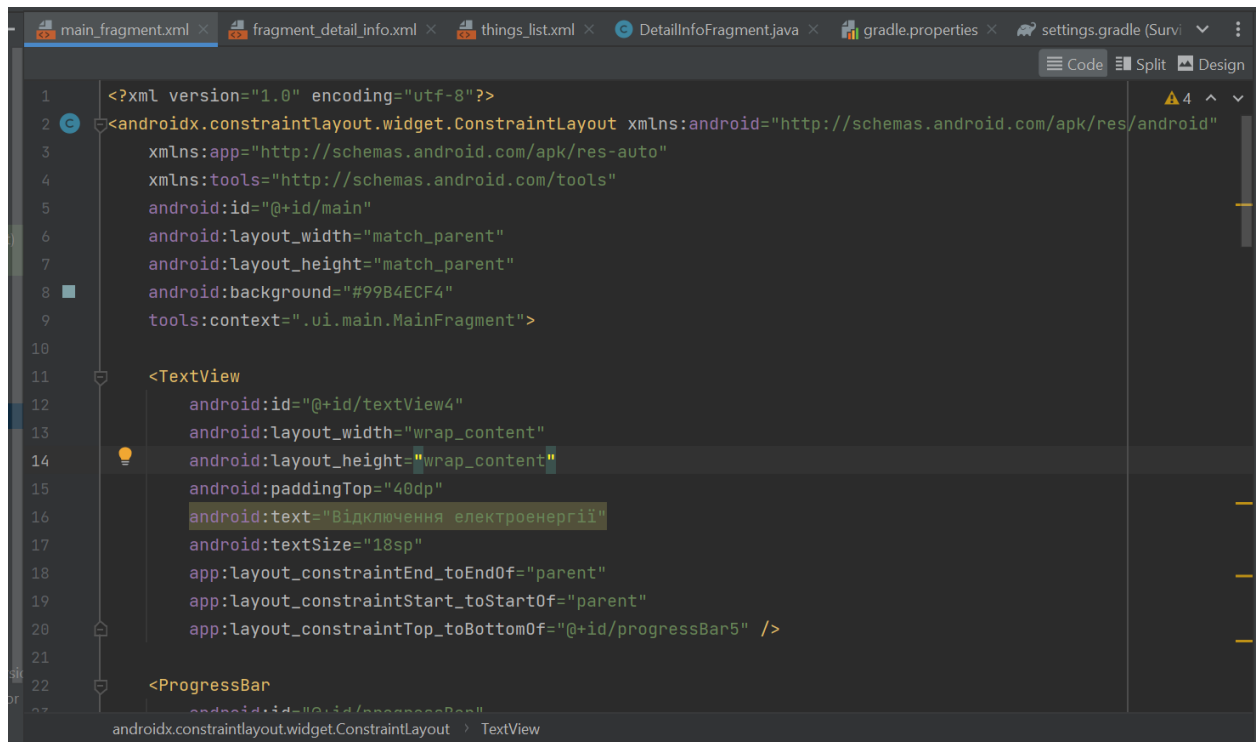 main_fragment.xml fragment_detail_info.xml things_list.xml DetailInfoFragment.java gradle.properties settings.gradle (Survi
Code Split Design
1 <?xml version="1.0" encoding="utf-8"?> 4
2 <androidx.constraintlayout.widget.ConstraintLayout xmlns:android="http://schemas.android.com/apk/res/android"
3 xmlns:app="http://schemas.android.com/apk/res-auto"
4 xmlns:tools="http://schemas.android.com/tools"
5 android:id="@+id/main"
6 android:layout_width="match_parent"
7 android:layout_height="match_parent"
8 android:background="#99B4ECF4"
9 tools:context=".ui.main.MainFragment">
10
11 <TextView
12 android:id="@+id/textView4"
13 android:layout_width="wrap_content"
14 android:layout_height="wrap_content"
15 android:paddingTop="40dp"
16 android:text="Відключення електроенергії"
17 android:textSize="18sp"
18 app:layout_constraintEnd_toEndOf="parent"
19 app:layout_constraintStart_toStartOf="parent"
20 app:layout_constraintTop_toBottomOf="@+id/progressBar5" />
21
22 <ProgressBar
androidx.constraintlayout.widget.ConstraintLayout > TextView